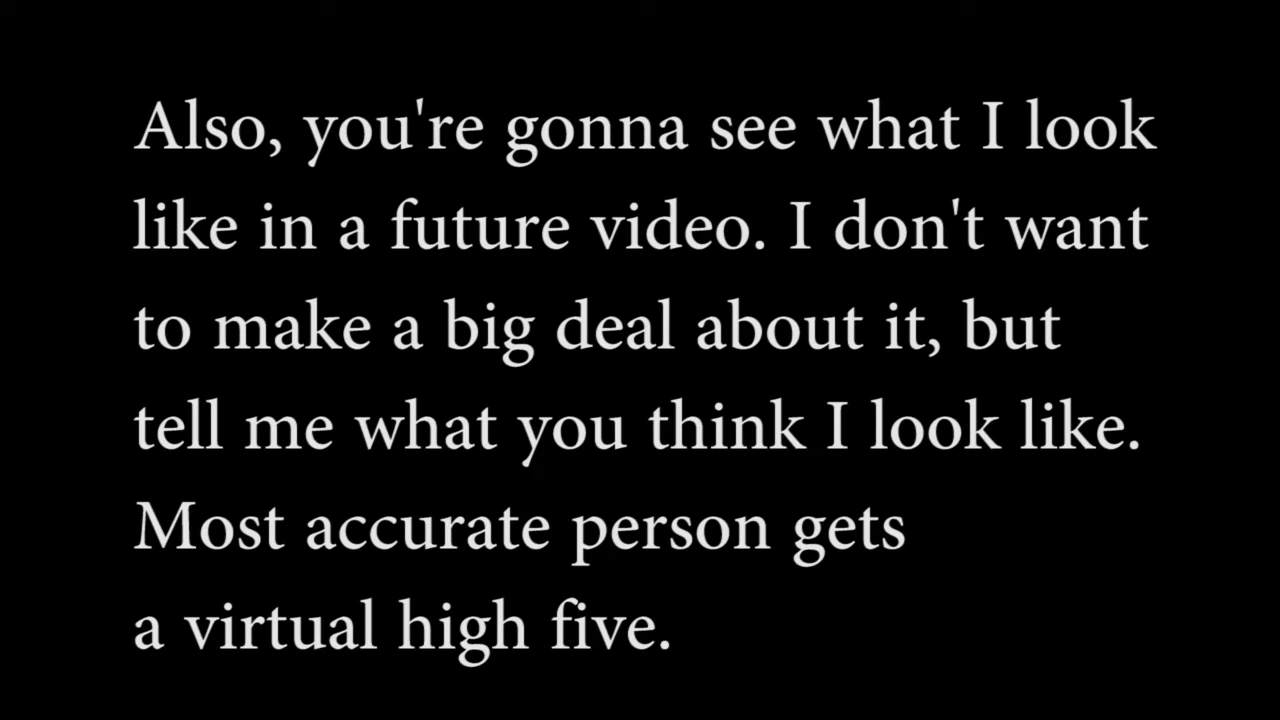 Also, you're gonna see what I look
like in a future video. I don't want
to make a big deal about it, but
tell me what you think I look like.
Most accurate person gets
a virtual high five.